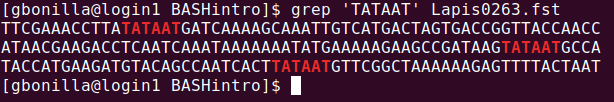 [gbonilla@login1 BASHintro]$ grep 'TATAAT' Lapis0263.fst
TTCGAAACCTTATATAATGATCAAAAGCAAATTGTCATGACTAGTGACCGGTTACCAACC
ATAACGAAGACCTCAATCAAATAAAAAAATATGAAAAAGAAGCCGATAAGTATAATGCCA
TACCATGAAGATGTACAGCCAATCACTTATAATGTTCGGCTAAAAAAGAGTTTTACTAAT
[gbonilla@login1 BASHintro]$